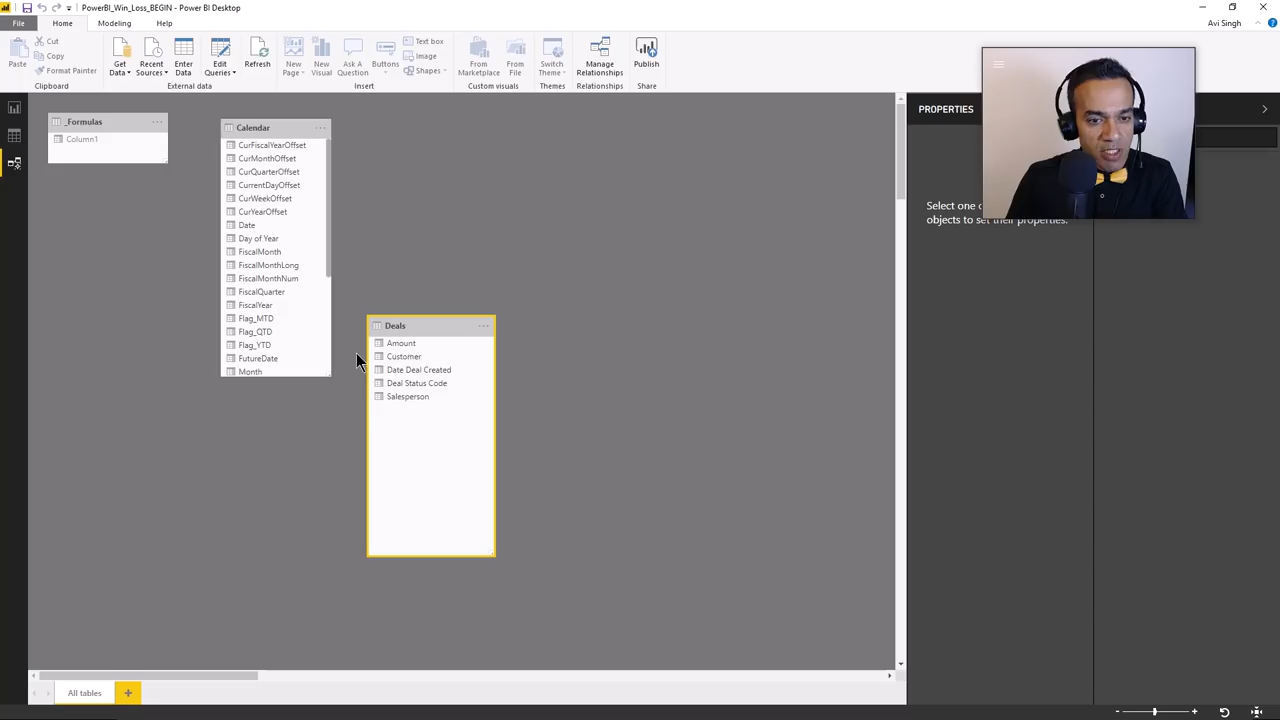 PowerBI_Win_Loss_BEGIN - Power BI Desktop
Avi Singh
File
Home
Modeling
Help
Paste
Cut
Copy
Format Painter
Clipboard
Get Data
Recent Sources
Enter Data
Edit Queries
Refresh
External data
New Page
New Visual
Ask A Question
Buttons
Text box
Image
Shapes
Insert
From Marketplace
From File
Custom visuals
Switch Theme
Themes
Manage Relationships
Relationships
Publish
Share
_Formulas
Column1
Calendar
CurFiscalYearOffset
CurMonthOffset
CurQuarterOffset
CurrentDayOffset
CurWeekOffset
CurYearOffset
Date
Day of Year
FiscalMonth
FiscalMonthLong
FiscalMonthNum
FiscalQuarter
FiscalYear
Flag_MTD
Flag_QTD
Flag_YTD
FutureDate
Month
Deals
Amount
Customer
Date Deal Created
Deal Status Code
Salesperson
PROPERTIES
Select one
objects to set their properties.
All tables